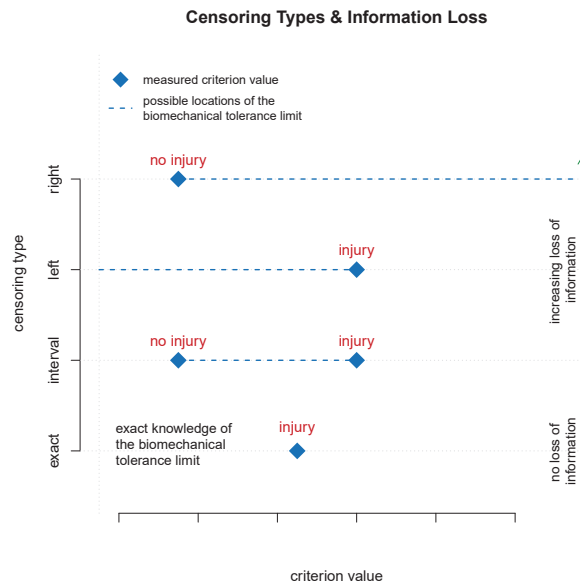 Censoring Types & Information Loss
measured criterion value
possible locations of the
biomechanical tolerance limit
no injury
right
injury
left
increasing loss of
information
censoring type
no injury
injury
interval
exact knowledge of
the biomechanical
tolerance limit
injury
exact
no loss of
information
criterion value